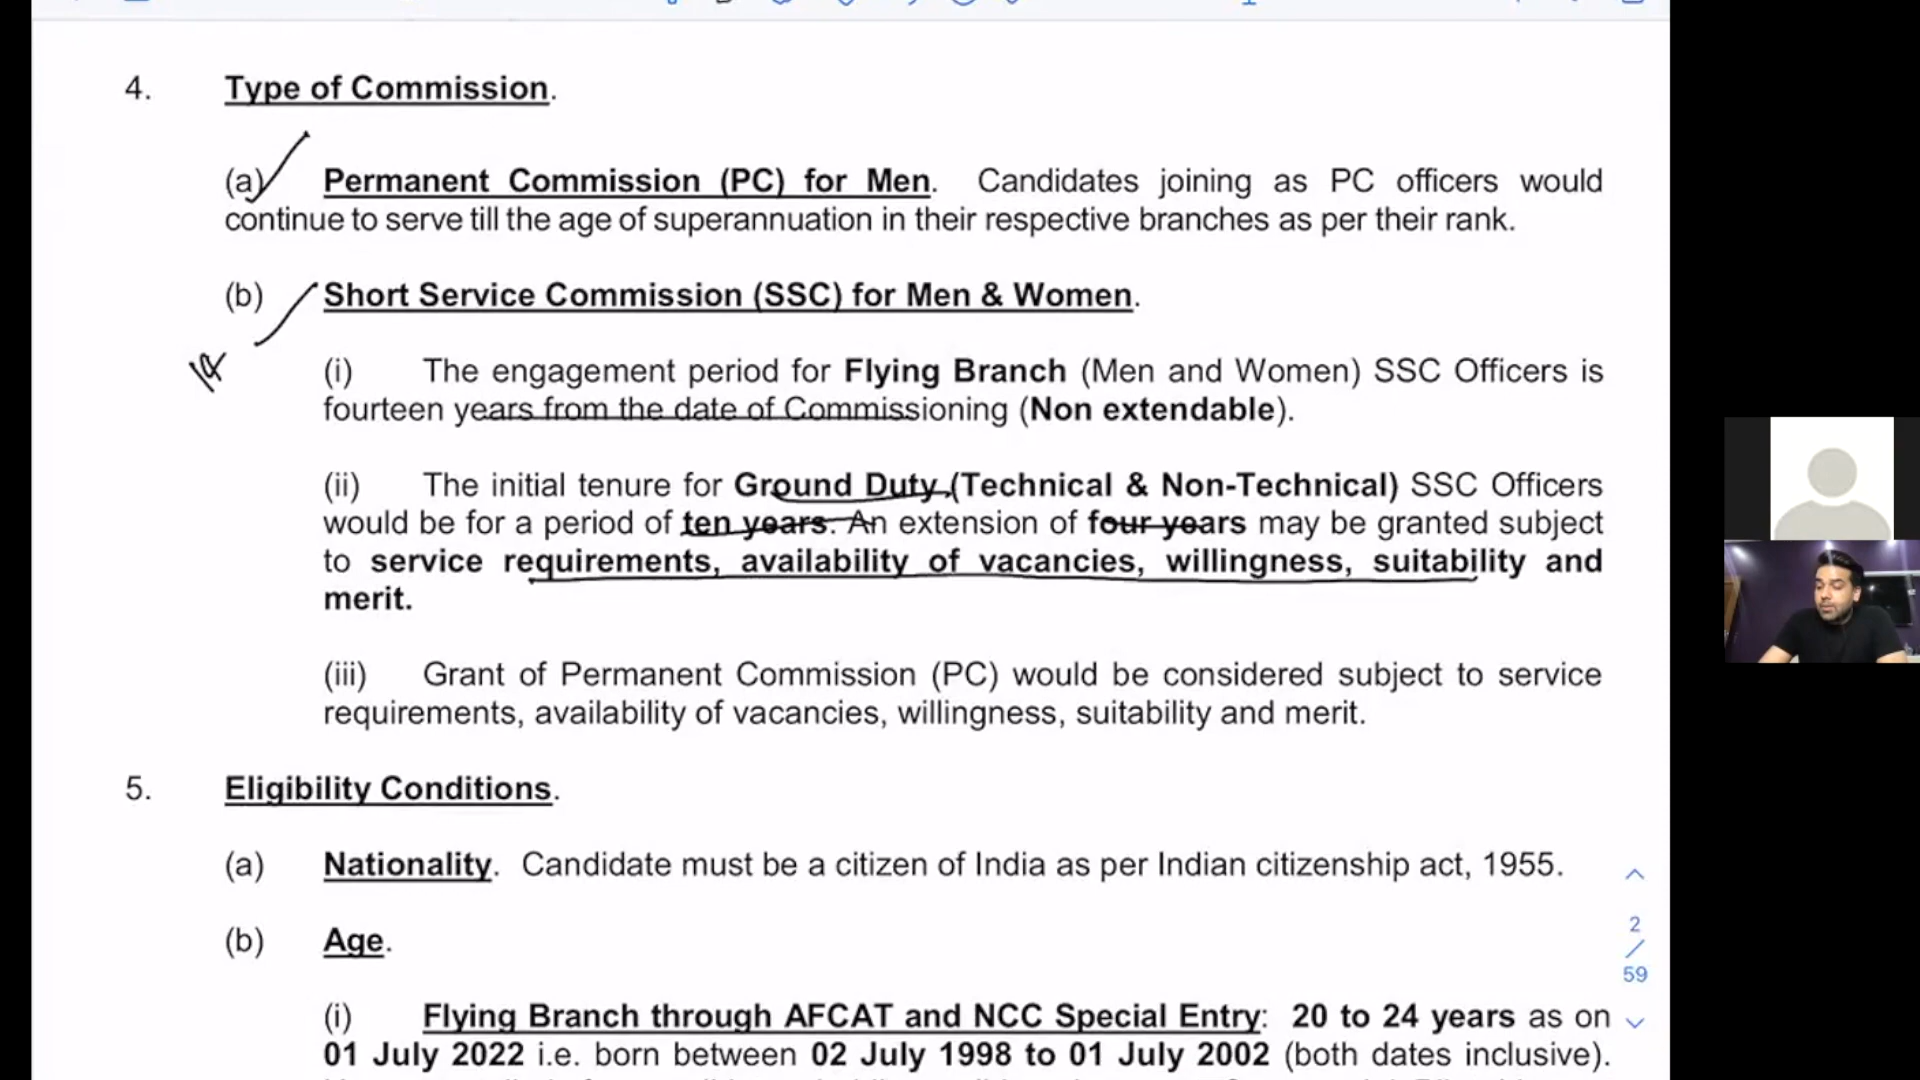 4. Type of Commission.
(a) Permanent Commission (PC) for Men. Candidates joining as PC officers would
continue to serve till the age of superannuation in their respective branches as per their rank.
(b) Short Service Commission (SSC) for Men & Women.
14
(i) The engagement period for Flying Branch (Men and Women) SSC Officers is
fourteen years from the date of Commissioning (Non extendable).
(ii) The initial tenure for Ground Duty (Technical & Non-Technical) SSC Officers
would be for a period of ten years. An extension of four years may be granted subject
to service requirements, availability of vacancies, willingness, suitability and
merit.
(iii) Grant of Permanent Commission (PC) would be considered subject to service
requirements, availability of vacancies, willingness, suitability and merit.
5. Eligibility Conditions.
(a) Nationality. Candidate must be a citizen of India as per Indian citizenship act, 1955.
(b) Age.
2
/
59
(i) Flying Branch through AFCAT and NCC Special Entry: 20 to 24 years as on
01 July 2022 i.e. born between 02 July 1998 to 01 July 2002 (both dates inclusive).